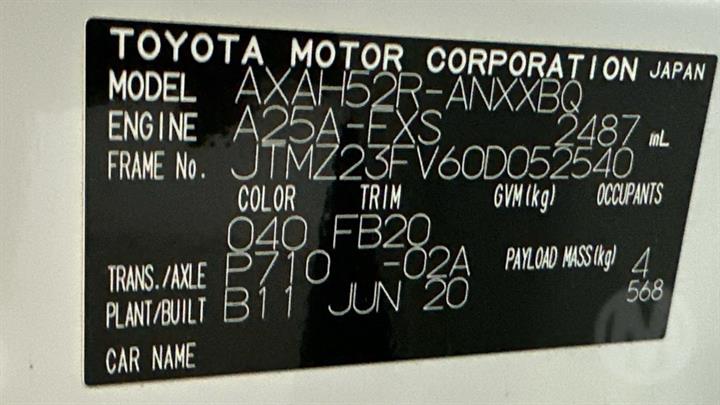 TOYOTA MOTOR CORPORATION JAPAN
MODEL AXAH52R-ANXXBQ
ENGINE A25A-EXS 2487 mL
FRAME No. JTMZ23FV60D052540
COLOR TRIM GVM(kg) OCCUPANTS
040 FB20
TRANS./AXLE P710 -02A PAYLOAD MASS(kg) 4
PLANT/BUILT B11 JUN 20 568
CAR NAME